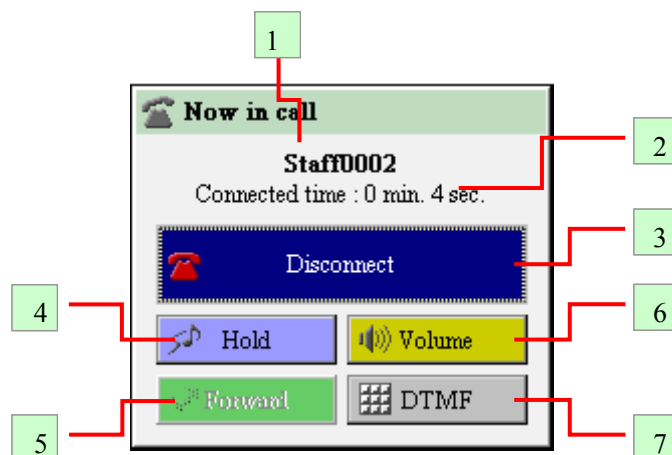 1
Now in call
Staff0002
2
Connected time : 0 min. 4 sec.
3
Disconnect
4
Hold
Volume
6
5
Forward
DTMF
7